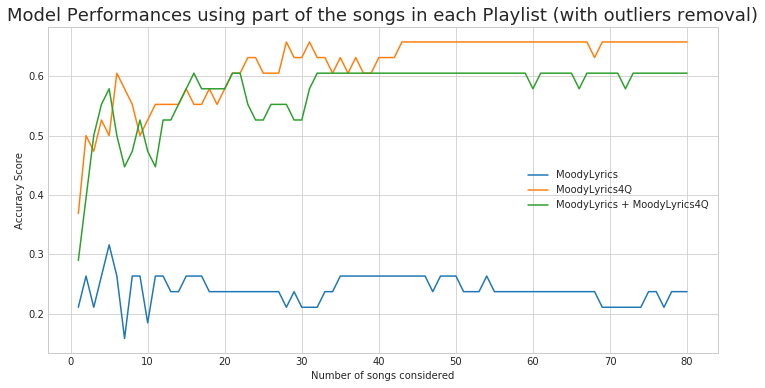 Model Performances using part of the songs in each Playlist (with outliers removal)
Accuracy Score
0.6
0.5
0.4
0.3
0.2
MoodyLyrics
MoodyLyrics4Q
MoodyLyrics + MoodyLyrics4Q
0 10 20 30 40 50 60 70 80
Number of songs considered